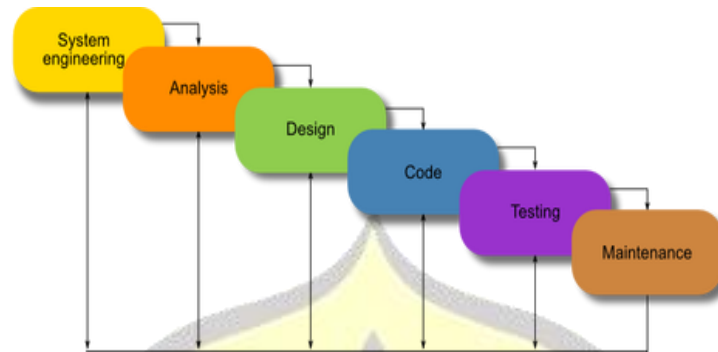 System
engineering
Analysis
Design
Code
Testing
Maintenance